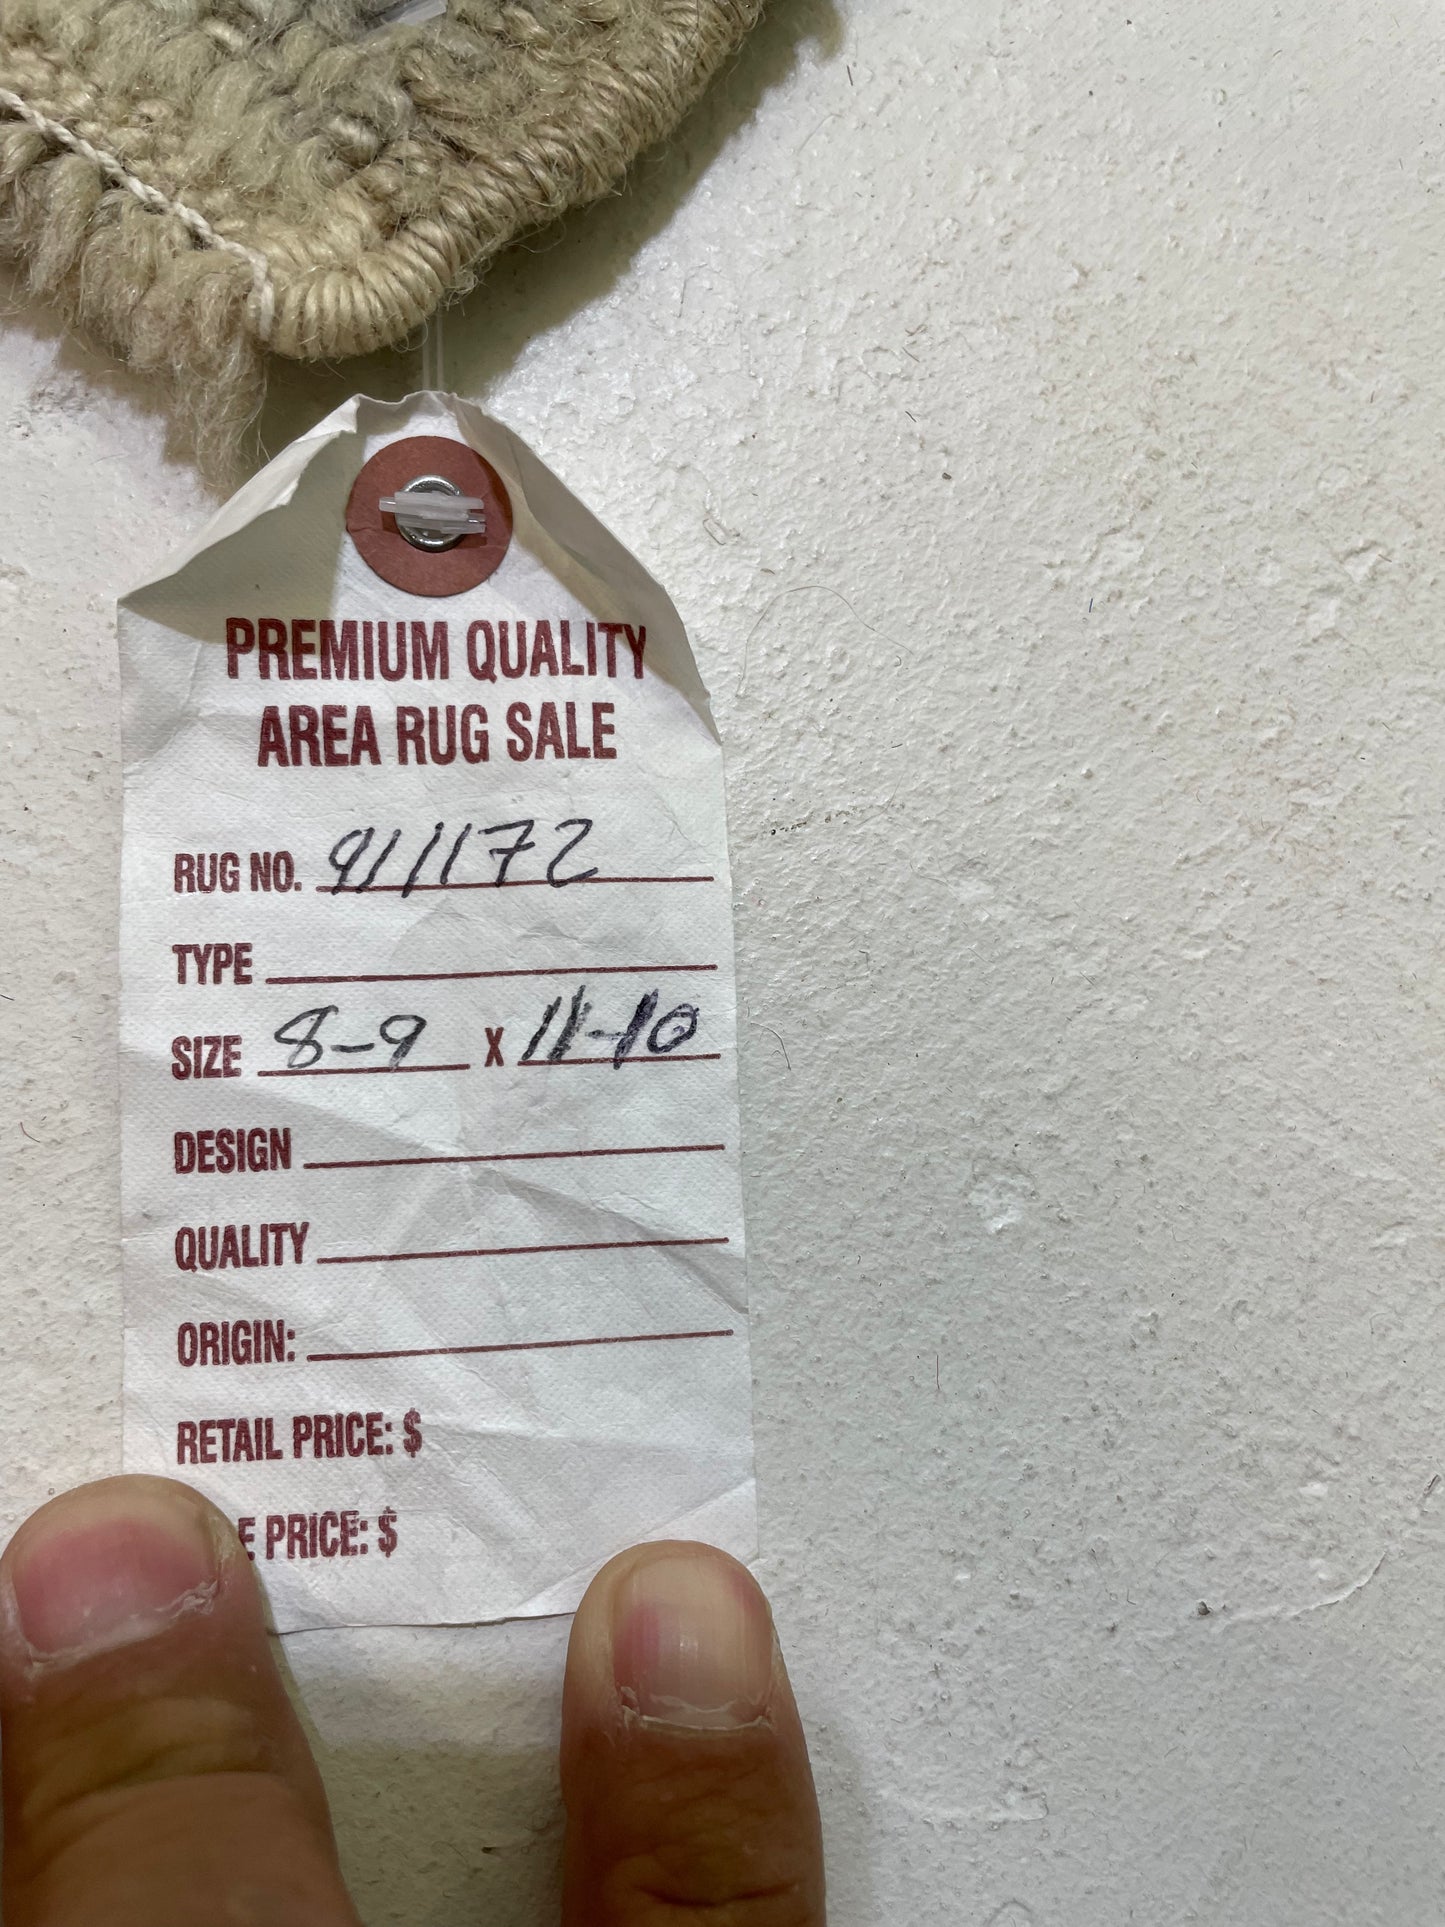 PREMIUM QUALITY
AREA RUG SALE
RUG NO. 911172
TYPE
SIZE 8-9 X 11-10
DESIGN
QUALITY
ORIGIN:
RETAIL PRICE: $
E PRICE: $